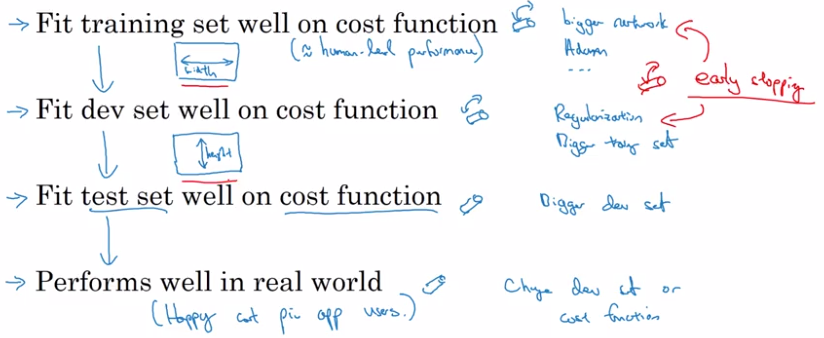 → Fit training set well on cost function
bigger network
(≈ human-level performance)
Adam
...
width
early stopping
→ Fit dev set well on cost function
Regularization
Bigger training set
height
→ Fit test set well on cost function
Bigger dev set
→ Performs well in real world
Change dev set or
cost function
(Happy cat pic app users.)